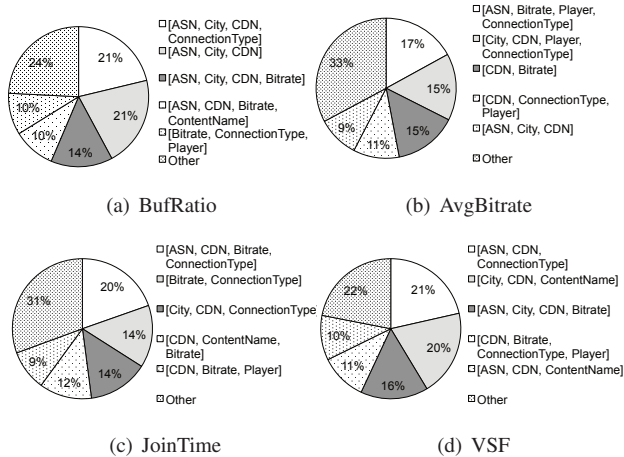 [ASN, City, CDN,
ConnectionType]
[ASN, City, CDN]
[ASN, City, CDN, Bitrate]
[ASN, CDN, Bitrate,
ContentName]
[Bitrate, ConnectionType,
Player]
Other
21%
21%
14%
10%
10%
24%
(a) BufRatio
[ASN, Bitrate, Player,
ConnectionType]
[City, CDN, Player,
ConnectionType]
[CDN, Bitrate]
[CDN, ConnectionType,
Player]
[ASN, City, CDN]
Other
17%
15%
15%
11%
9%
33%
(b) AvgBitrate
[ASN, CDN, Bitrate,
ConnectionType]
[Bitrate, ConnectionType]
[City, CDN, ConnectionType
[CDN, ContentName,
Bitrate]
[CDN, Bitrate, Player]
Other
20%
14%
14%
12%
9%
31%
(c) JoinTime
[ASN, CDN,
ConnectionType]
[City, CDN, ContentName]
[ASN, City, CDN, Bitrate]
[CDN, Bitrate,
ConnectionType, Player]
[ASN, CDN, ContentName]
Other
21%
20%
16%
11%
10%
22%
(d) VSF